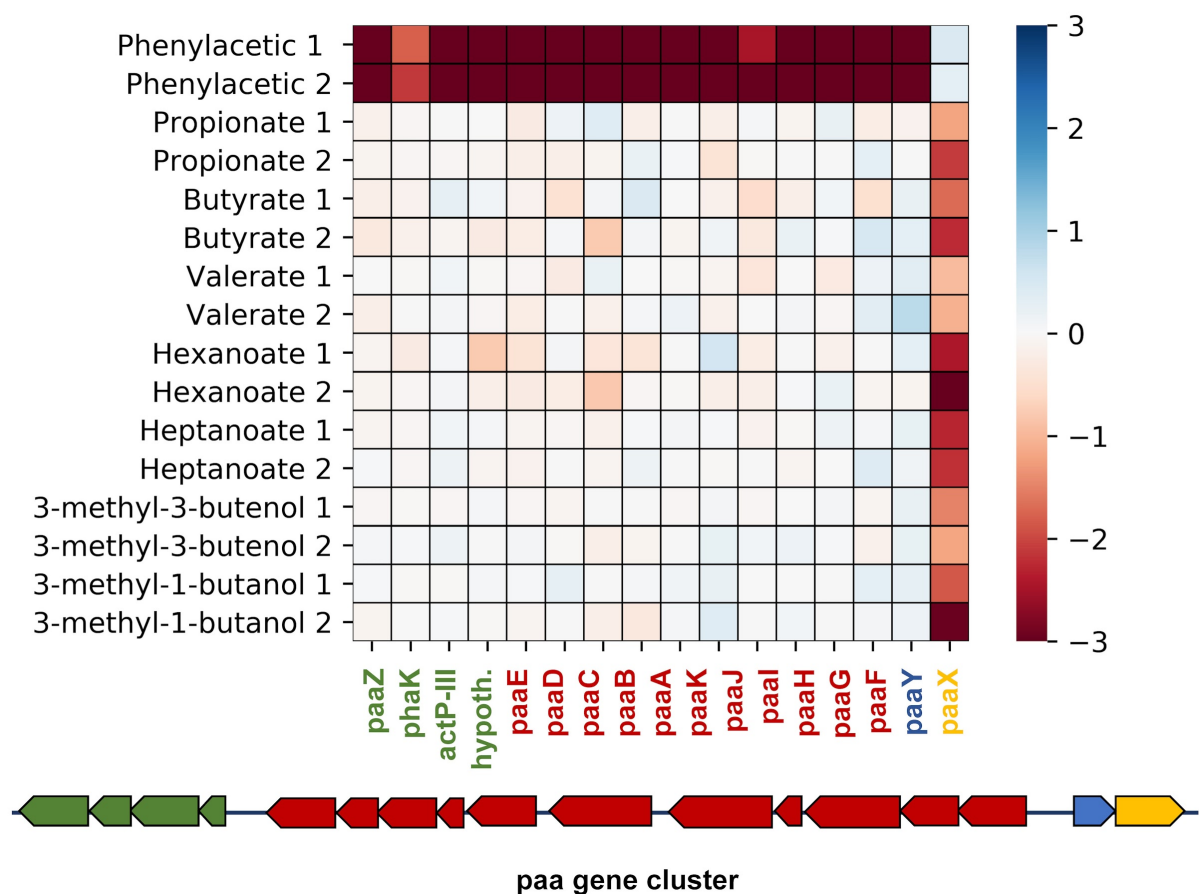 Phenylacetic 1
Phenylacetic 2
Propionate 1
Propionate 2
Butyrate 1
Butyrate 2
Valerate 1
Valerate 2
Hexanoate 1
Hexanoate 2
Heptanoate 1
Heptanoate 2
3-methyl-3-butenol 1
3-methyl-3-butenol 2
3-methyl-1-butanol 1
3-methyl-1-butanol 2
3
2
1
0
−1
−2
−3
paaZ
phaK
actP-III
hypoth.
paaE
paaD
paaC
paaB
paaA
paaK
paaJ
paaI
paaH
paaG
paaF
paaY
paaX
paa gene cluster